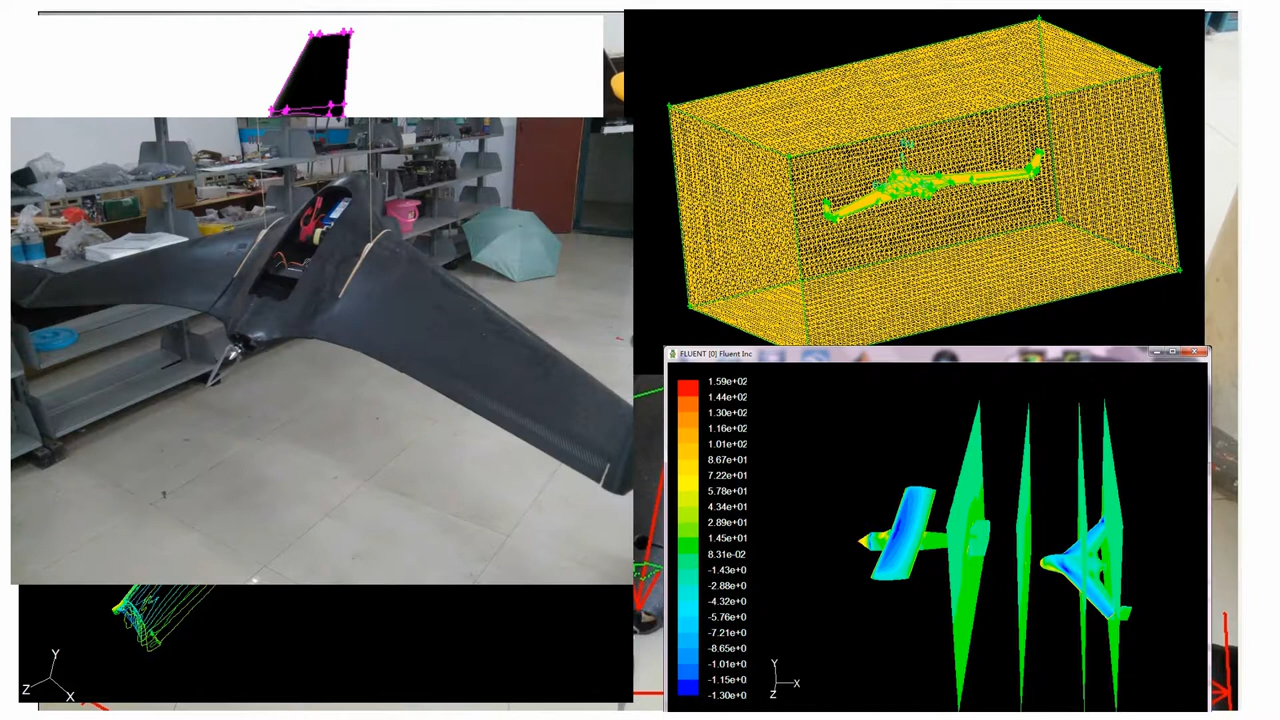 FLUENT [0] Fluent Inc
1.59e+02
1.44e+02
1.30e+02
1.16e+02
1.01e+02
8.67e+01
7.22e+01
5.78e+01
4.34e+01
2.89e+01
1.45e+01
8.31e-02
-1.43e+0
-2.88e+0
-4.32e+0
-5.76e+0
-7.21e+0
-8.65e+0
-1.01e+0
-1.15e+0
-1.30e+0
Y
Z
X
Y
X
Z